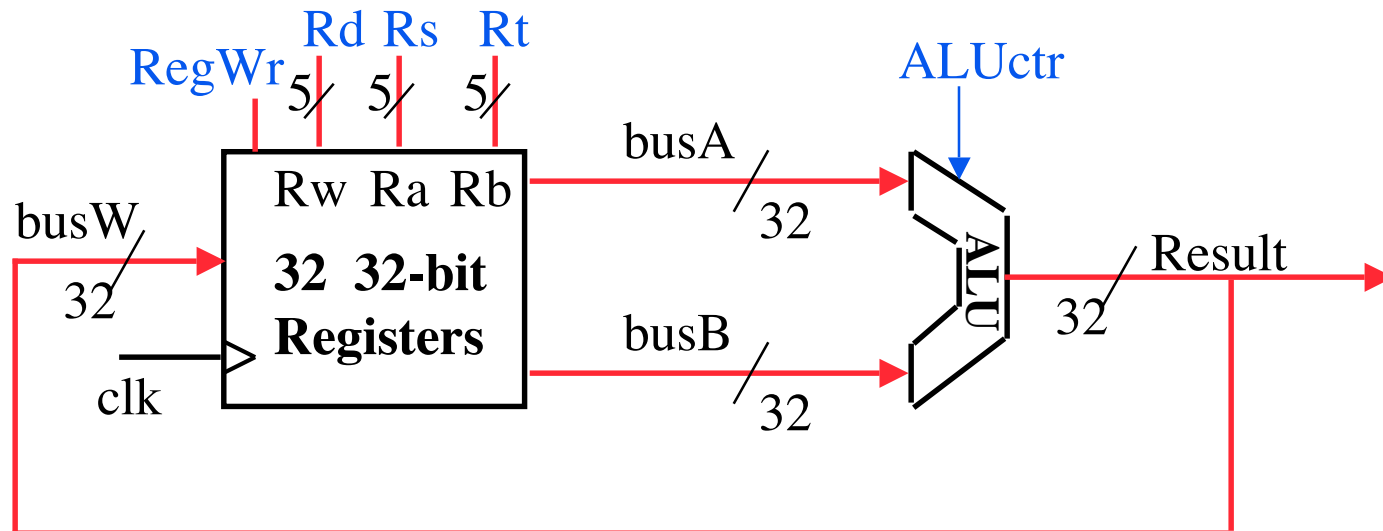 Rd Rs Rt
RegWr
ALUctr
5 5 5
busA
Rw Ra Rb
32
busW
32 32-bit
ALU
Result
32
32
Registers
busB
clk
32